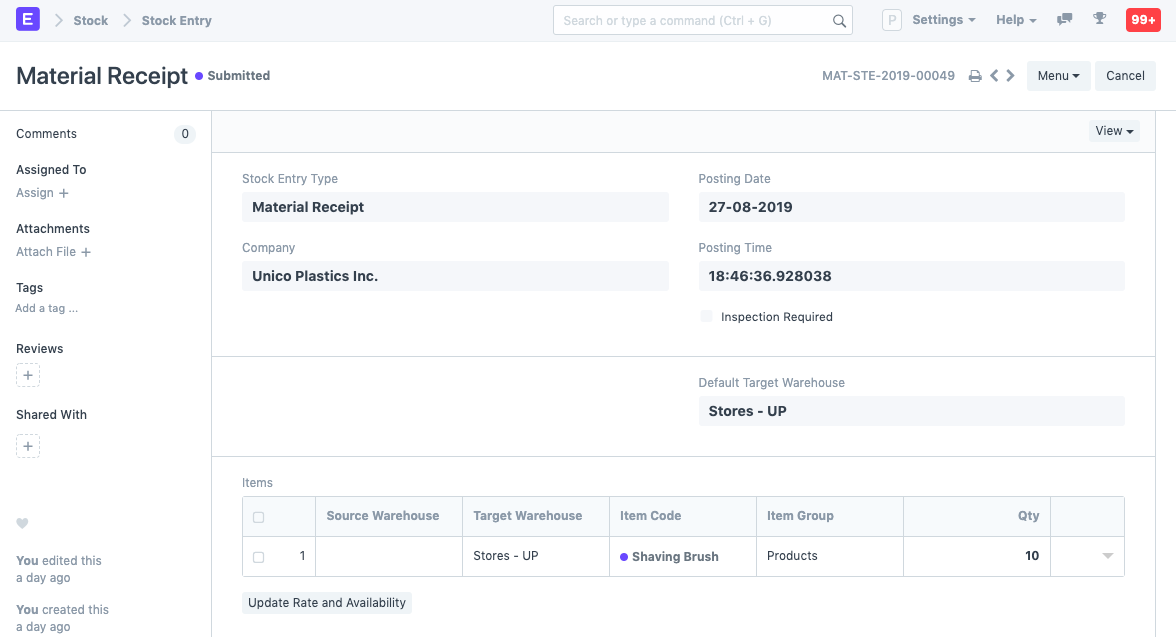 E Stock Stock Entry Search or type a command (Ctrl + G) P Settings Help 99+
Material Receipt Submitted MAT-STE-2019-00049 Menu Cancel
Comments 0
Assigned To
Assign +
Attachments
Attach File +
Tags
Add a tag ...
Reviews
+
Shared With
+
You edited this
a day ago
You created this
a day ago
View
Stock Entry Type
Material Receipt
Company
Unico Plastics Inc.
Posting Date
27-08-2019
Posting Time
18:46:36.928038
Inspection Required
Default Target Warehouse
Stores - UP
Items
Source Warehouse Target Warehouse Item Code Item Group Qty
1 Stores - UP Shaving Brush Products 10
Update Rate and Availability